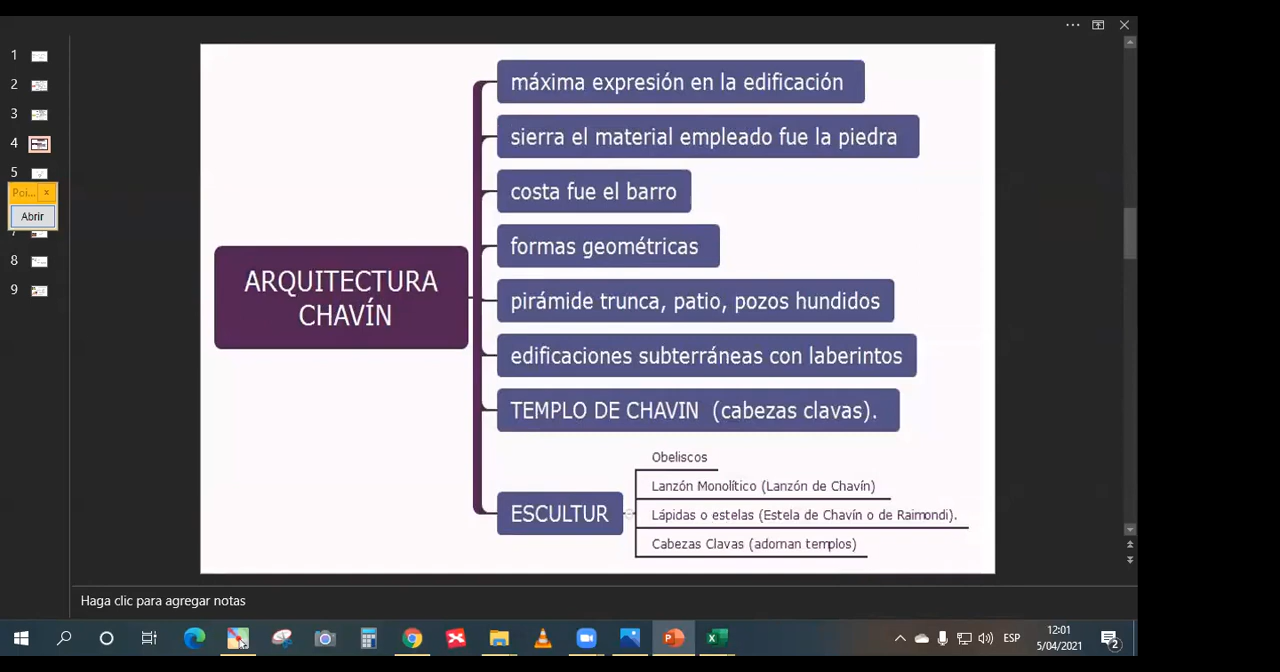 1
2
3
4
5
Poi...
Abrir
8
9
ARQUITECTURA
CHAVÍN
máxima expresión en la edificación
sierra el material empleado fue la piedra
costa fue el barro
formas geométricas
pirámide trunca, patio, pozos hundidos
edificaciones subterráneas con laberintos
TEMPLO DE CHAVIN (cabezas clavas).
ESCULTUR
Obeliscos
Lanzón Monolítico (Lanzón de Chavín)
Lápidas o estelas (Estela de Chavín o de Raimondi).
Cabezas Clavas (adornan templos)
Haga clic para agregar notas
ESP
12:01
5/04/2021
2